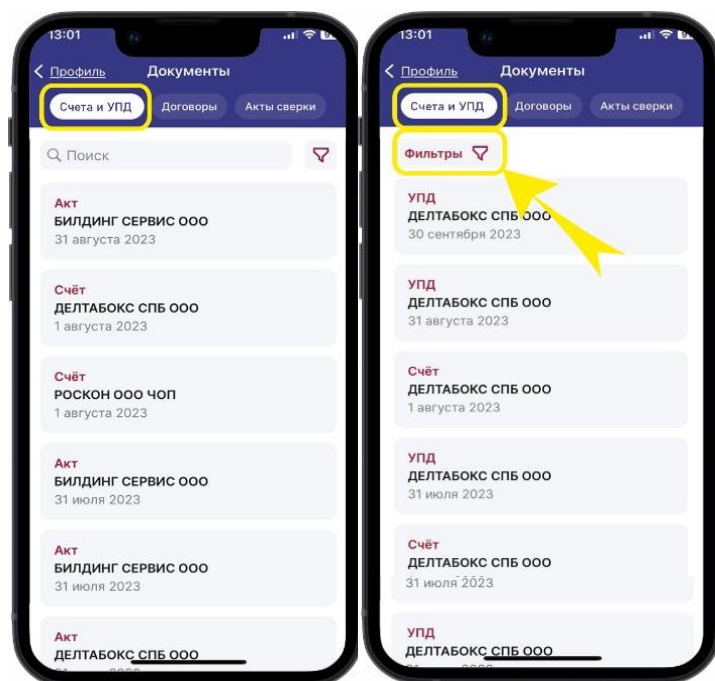 13:01
Профиль
Документы
Счета и УПД
Договоры
Акты сверки
Поиск
Акт
БИЛДИНГ СЕРВИС ООО
31 августа 2023
Счёт
ДЕЛТАБОКС СПБ ООО
1 августа 2023
Счёт
РОСКОН ООО ЧОП
1 августа 2023
Акт
БИЛДИНГ СЕРВИС ООО
31 июля 2023
Акт
БИЛДИНГ СЕРВИС ООО
31 июля 2023
Акт
ДЕЛТАБОКС СПБ ООО
13:01
Профиль
Документы
Счета и УПД
Договоры
Акты сверки
Фильтры
УПД
ДЕЛТАБОКС СПБ ООО
30 сентября 2023
УПД
ДЕЛТАБОКС СПБ ООО
31 августа 2023
Счёт
ДЕЛТАБОКС СПБ ООО
1 августа 2023
УПД
ДЕЛТАБОКС СПБ ООО
31 июля 2023
Счёт
ДЕЛТАБОКС СПБ ООО
31 июля 2023
УПД
ДЕЛТАБОКС СПБ ООО